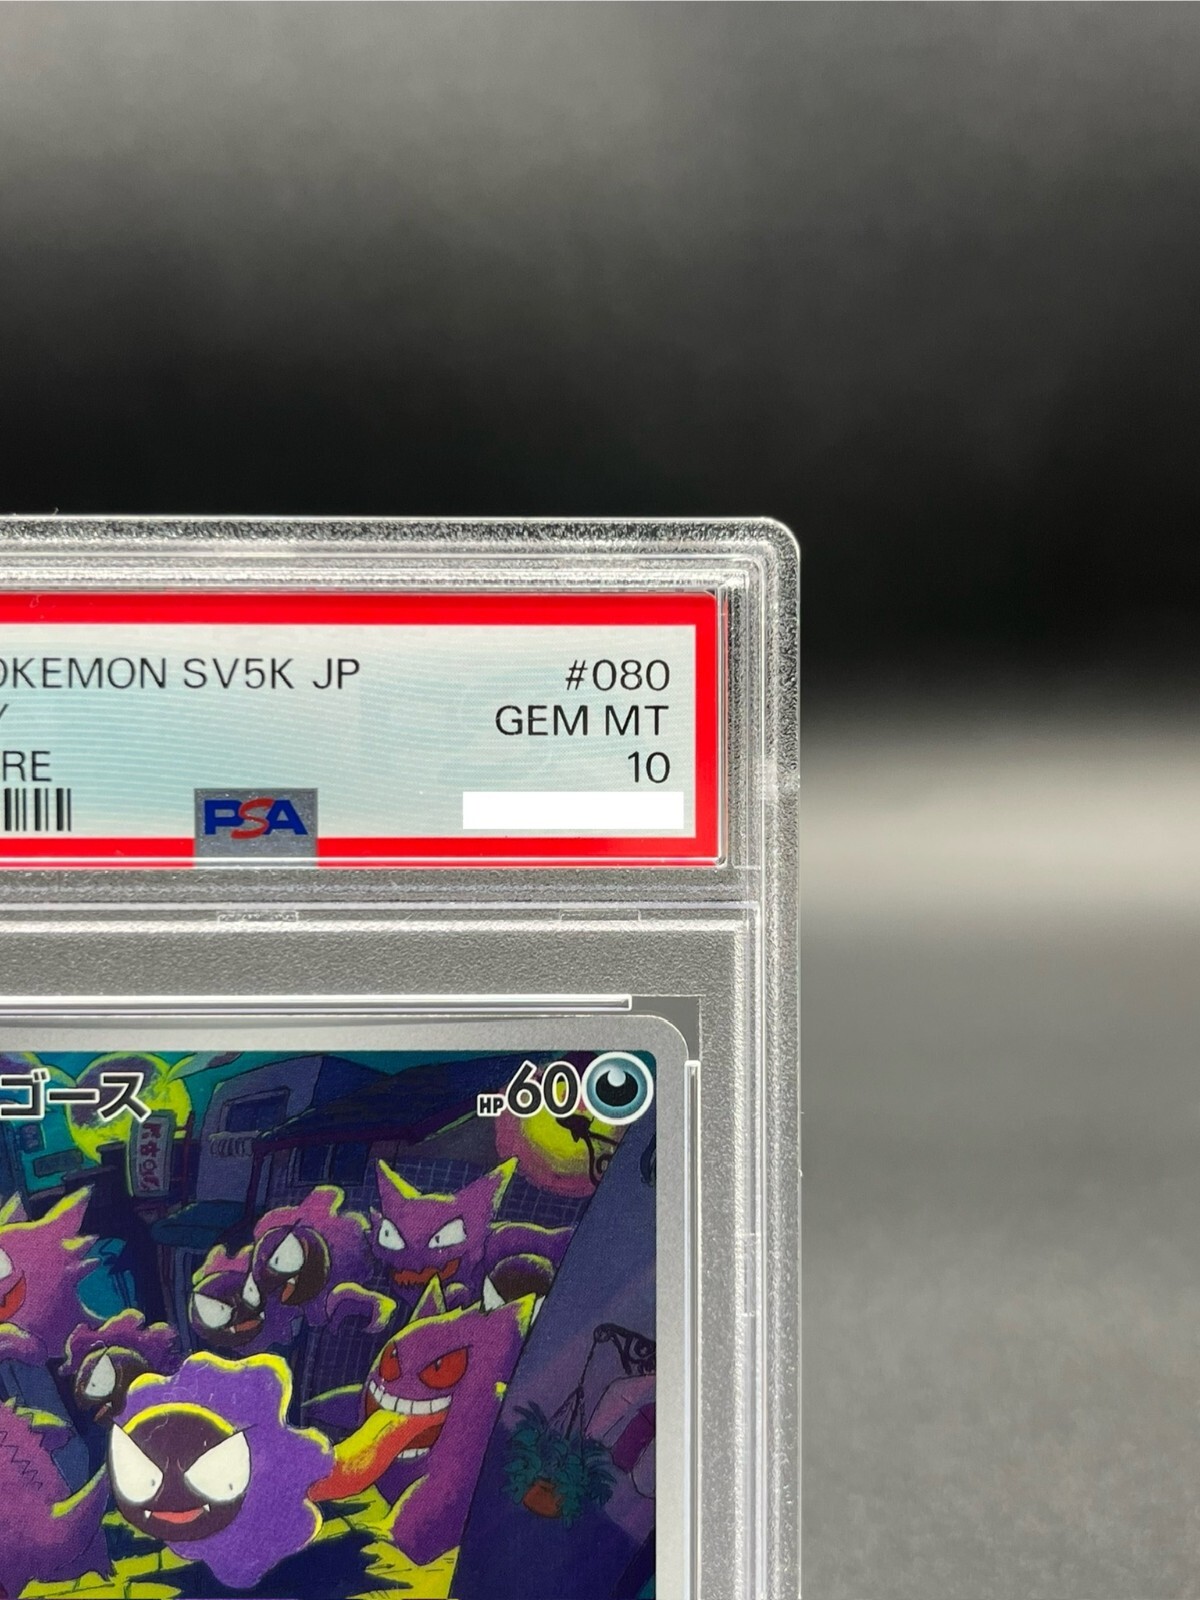 OKEMON SV5K JP #080
Y GEM MT
RE 10
PSA
ゴース HP60